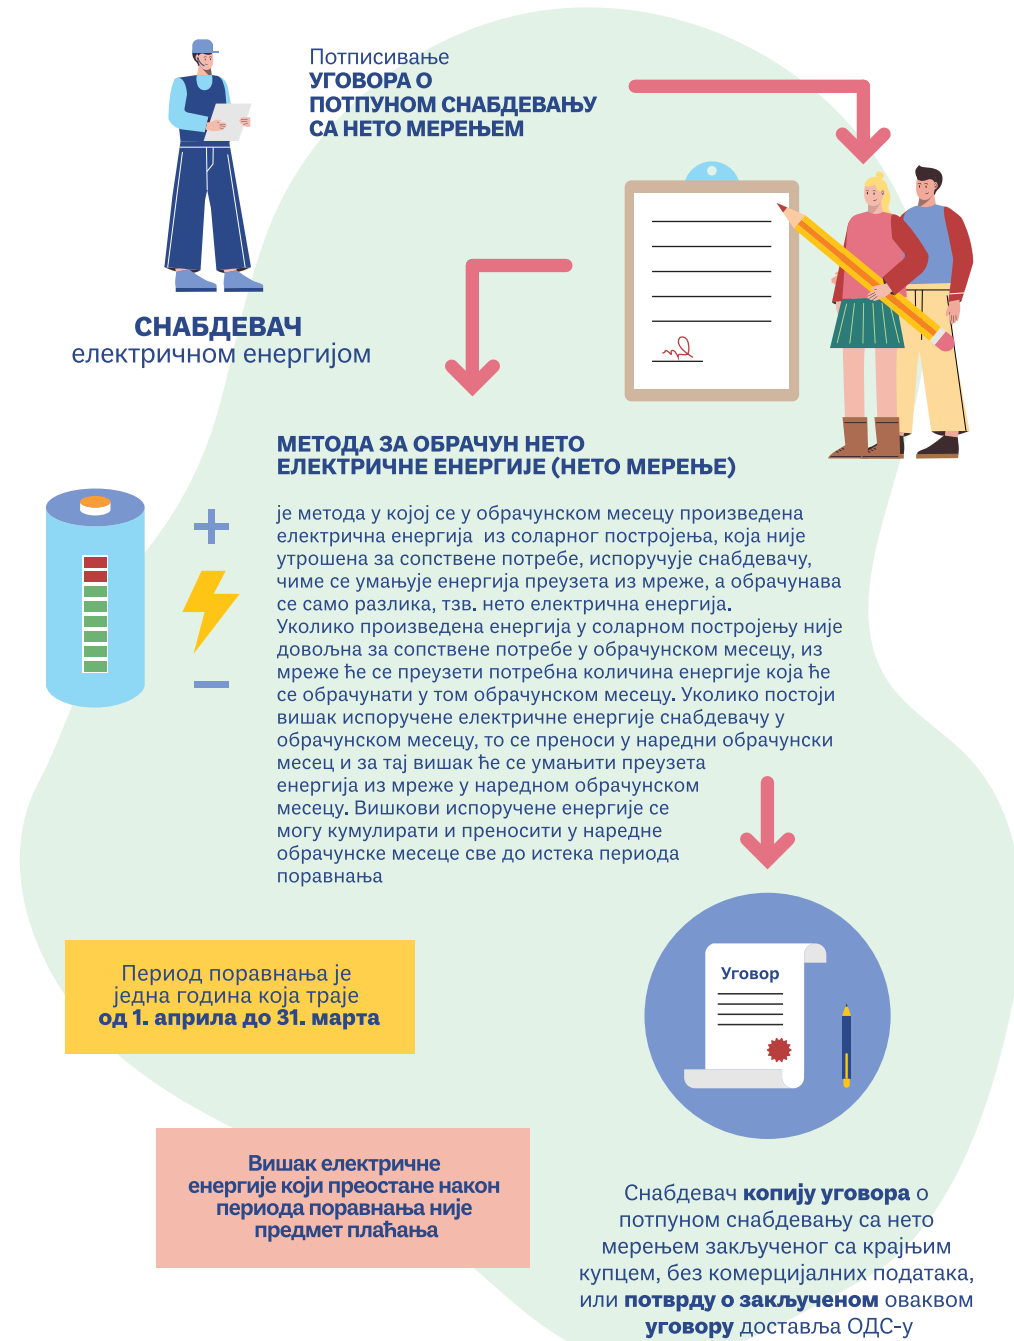 Потписивање
УГОВОРА О
ПОТПУНОМ СНАБДЕВАЊУ
СА НЕТО МЕРЕЊЕМ
СНАБДЕВАЧ
електричном енергијом
МЕТОДА ЗА ОБРАЧУН НЕТО
ЕЛЕКТРИЧНЕ ЕНЕРГИЈЕ (НЕТО МЕРЕЊЕ)
је метода у којој се у обрачунском месецу произведена
електрична енергија из соларног постројења, која није
утрошена за сопствене потребе, испоручује снабдевачу,
чиме се умањује енергија преузета из мреже, а обрачунава
се само разлика, тзв. нето електрична енергија.
Уколико произведена енергија у соларном постројењу није
довољна за сопствене потребе у обрачунском месецу, из
мреже ће се преузети потребна количина енергије која ће
се обрачунати у том обрачунском месецу. Уколико постоји
вишак испоручене електричне енергије снабдевачу у
обрачунском месецу, то се преноси у наредни обрачунски
месец и за тај вишак ће се умањити преузета
енергија из мреже у наредном обрачунском
месецу. Вишкови испоручене енергије се
могу кумулирати и преносити у наредне
обрачунске месеце све до истека периода
поравнања
Период поравнања је
једна година која траје
од 1. априла до 31. марта
Уговор
Вишак електричне
енергије који преостане након
периода поравнања није
предмет плаћања
Снабдевач копију уговора о
потпуном снабдевању са нето
мерењем закљученог са крајњим
купцем, без комерцијалних података,
или потврду о закљученом оваквом
уговору доставља ОДС-у